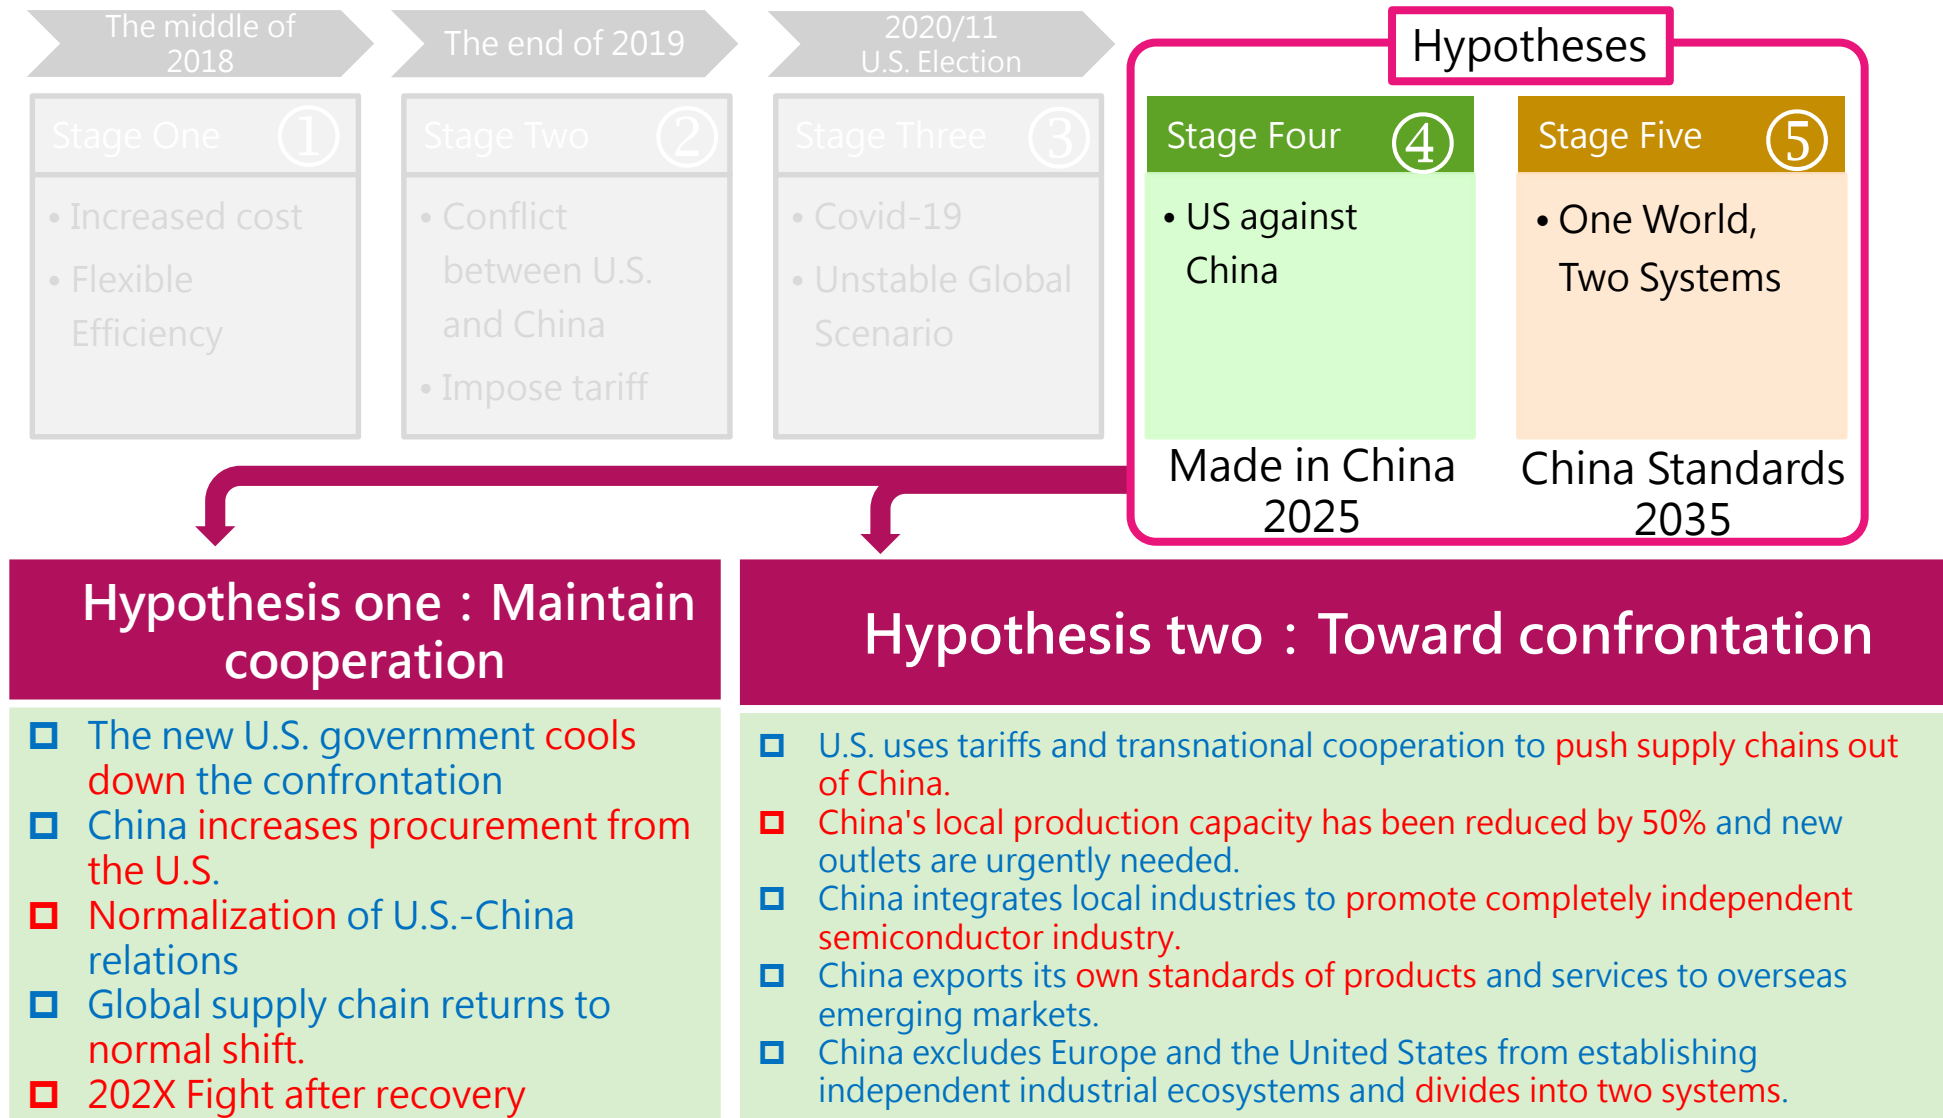 The middle of
2018
The end of 2019
2020/11
U.S. Election
Hypotheses
Stage One ①
• Increased cost
• Flexible
Efficiency
Stage Two ②
• Conflict
between U.S.
and China
• Impose tariff
Stage Three ③
• Covid-19
• Unstable Global
Scenario
Stage Four ④
• US against
China
Made in China
2025
Stage Five ⑤
• One World,
Two Systems
China Standards
2035
Hypothesis one：Maintain
cooperation
The new U.S. government cools
down the confrontation
China increases procurement from
the U.S.
Normalization of U.S.-China
relations
Global supply chain returns to
normal shift.
202X Fight after recovery
Hypothesis two：Toward confrontation
U.S. uses tariffs and transnational cooperation to push supply chains out
of China.
China's local production capacity has been reduced by 50% and new
outlets are urgently needed.
China integrates local industries to promote completely independent
semiconductor industry.
China exports its own standards of products and services to overseas
emerging markets.
China excludes Europe and the United States from establishing
independent industrial ecosystems and divides into two systems.